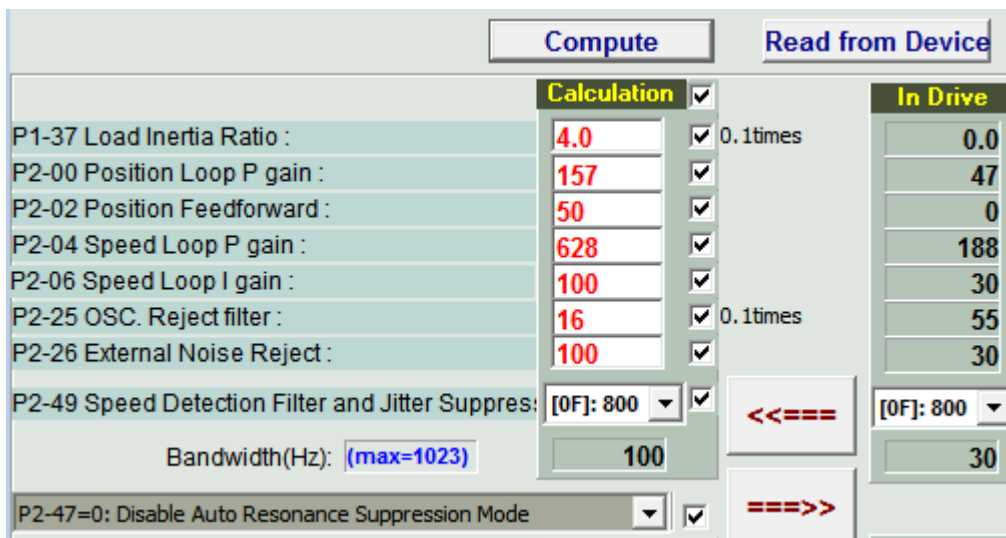 Compute Read from Device
Calculation In Drive
P1-37 Load Inertia Ratio : 4.0 0.1times 0.0
P2-00 Position Loop P gain : 157 47
P2-02 Position Feedforward : 50 0
P2-04 Speed Loop P gain : 628 188
P2-06 Speed Loop I gain : 100 30
P2-25 OSC. Reject filter : 16 0.1times 55
P2-26 External Noise Reject : 100 30
P2-49 Speed Detection Filter and Jitter Suppres [0F]: 800 <<=== [0F]: 800
Bandwidth(Hz): (max=1023) 100 30
P2-47=0: Disable Auto Resonance Suppression Mode ===>>